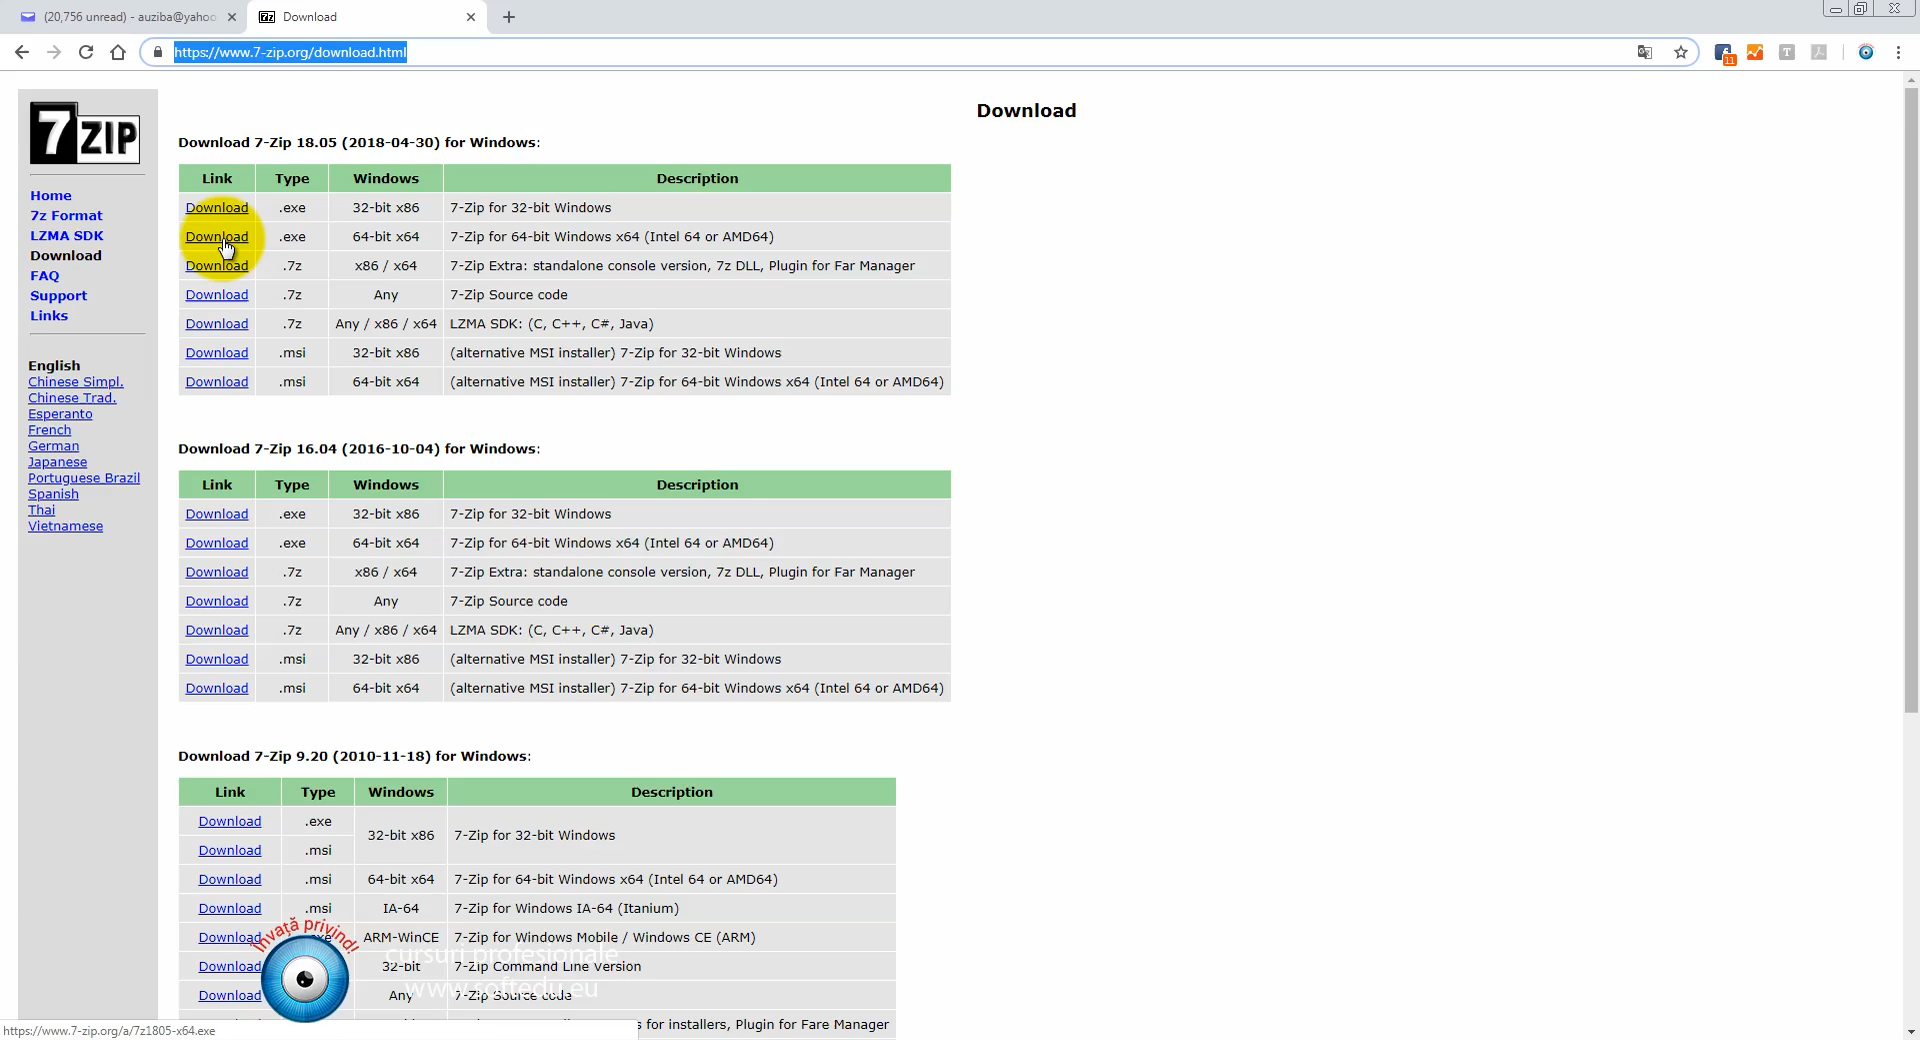 (20,756 unread) - auziba@yahoo
Download
https://www.7-zip.org/download.html
11
7ZIP
Home
7z Format
LZMA SDK
Download
FAQ
Support
Links
English
Chinese Simpl.
Chinese Trad.
Esperanto
French
German
Japanese
Portuguese Brazil
Spanish
Thai
Vietnamese
Download
Download 7-Zip 18.05 (2018-04-30) for Windows:
Link Type Windows Description
Download .exe 32-bit x86 7-Zip for 32-bit Windows
Download .exe 64-bit x64 7-Zip for 64-bit Windows x64 (Intel 64 or AMD64)
Download .7z x86 / x64 7-Zip Extra: standalone console version, 7z DLL, Plugin for Far Manager
Download .7z Any 7-Zip Source code
Download .7z Any / x86 / x64 LZMA SDK: (C, C++, C#, Java)
Download .msi 32-bit x86 (alternative MSI installer) 7-Zip for 32-bit Windows
Download .msi 64-bit x64 (alternative MSI installer) 7-Zip for 64-bit Windows x64 (Intel 64 or AMD64)
Download 7-Zip 16.04 (2016-10-04) for Windows:
Link Type Windows Description
Download .exe 32-bit x86 7-Zip for 32-bit Windows
Download .exe 64-bit x64 7-Zip for 64-bit Windows x64 (Intel 64 or AMD64)
Download .7z x86 / x64 7-Zip Extra: standalone console version, 7z DLL, Plugin for Far Manager
Download .7z Any 7-Zip Source code
Download .7z Any / x86 / x64 LZMA SDK: (C, C++, C#, Java)
Download .msi 32-bit x86 (alternative MSI installer) 7-Zip for 32-bit Windows
Download .msi 64-bit x64 (alternative MSI installer) 7-Zip for 64-bit Windows x64 (Intel 64 or AMD64)
Download 7-Zip 9.20 (2010-11-18) for Windows:
Link Type Windows Description
Download .exe 32-bit x86 7-Zip for 32-bit Windows
Download .msi
Download .msi 64-bit x64 7-Zip for 64-bit Windows x64 (Intel 64 or AMD64)
Download .msi IA-64 7-Zip for Windows IA-64 (Itanium)
Download ARM-WinCE 7-Zip for Windows Mobile / Windows CE (ARM)
Download 32-bit 7-Zip Command Line Version
Download Any 7-Zip Source code
s for installers, Plugin for Fare Manager
învață privind!
cursuri profesionale
www.softedu.eu
https://www.7-zip.org/a/7z1805-x64.exe